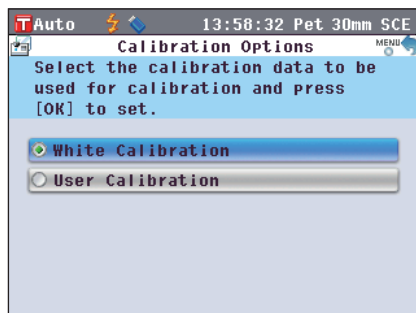 TAuto 13:58:32 Pet 30mm SCE
Calibration Options MENU
Select the calibration data to be
used for calibration and press
[OK] to set.
White Calibration
User Calibration